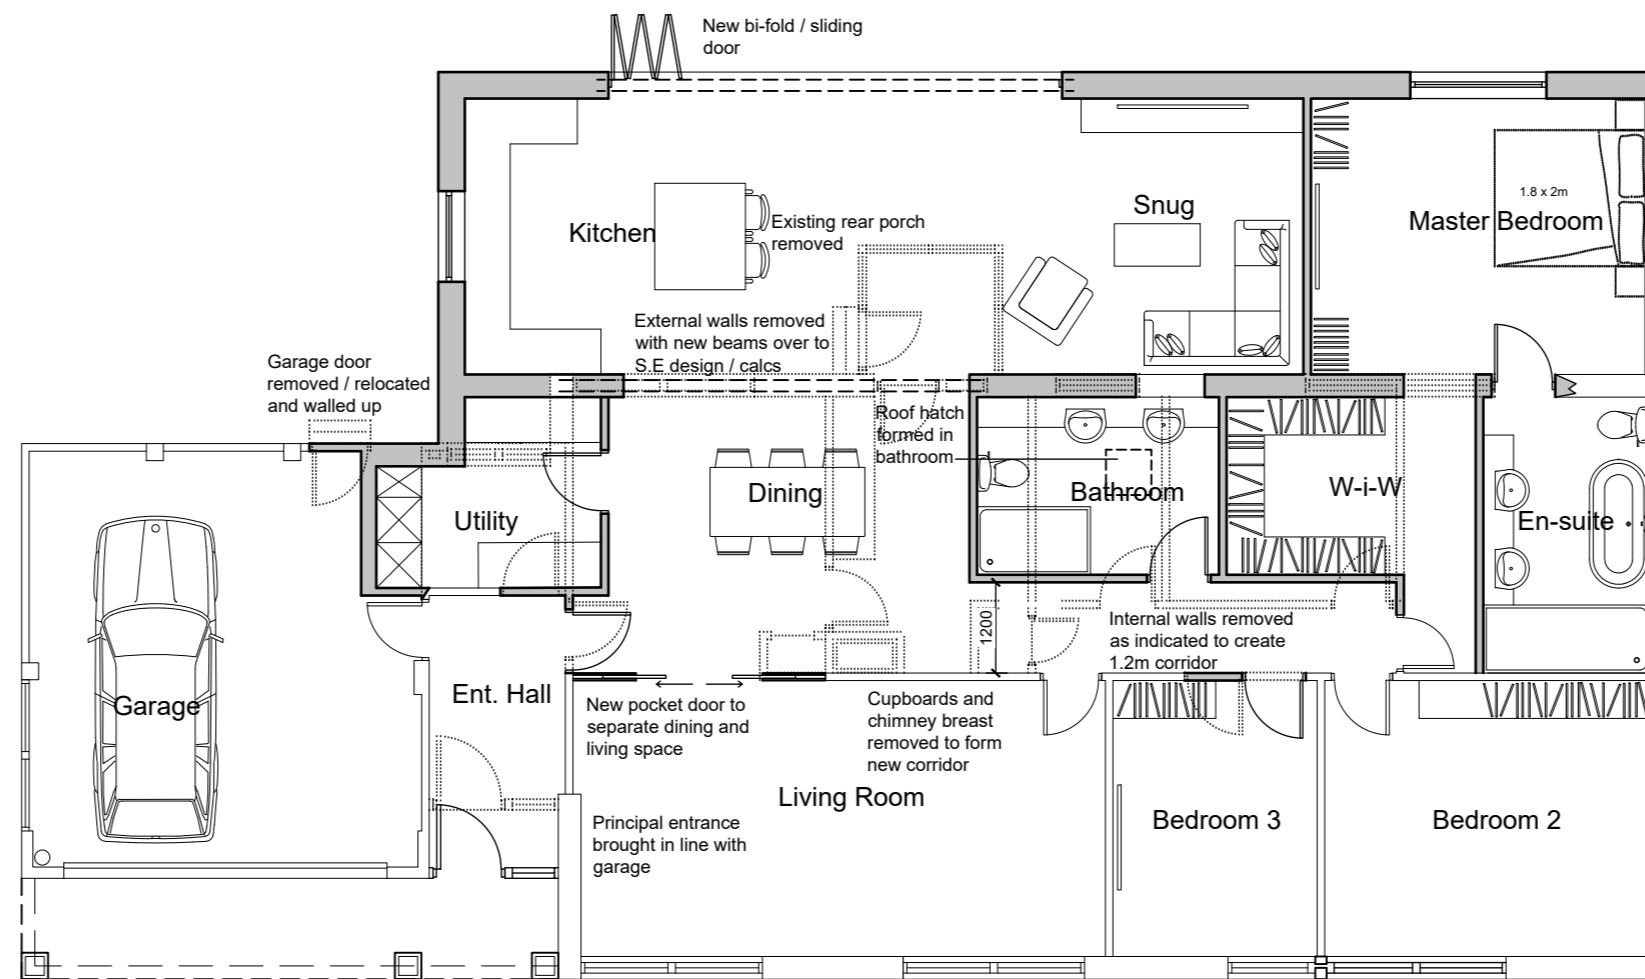 New bi-fold / sliding
door
Kitchen
Existing rear porch
removed
Snug
1.8 x 2m
Master Bedroom
External walls removed
with new beams over to
S.E design / calcs
Garage door
removed / relocated
and walled up
Roof hatch
formed in
bathroom
Utility
Dining
Bathroom
W-i-W
En-suite
1200
Internal walls removed
as indicated to create
1.2m corridor
Garage
Ent. Hall
New pocket door to
separate dining and
living space
Cupboards and
chimney breast
removed to form
new corridor
Living Room
Principal entrance
brought in line with
garage
Bedroom 3
Bedroom 2